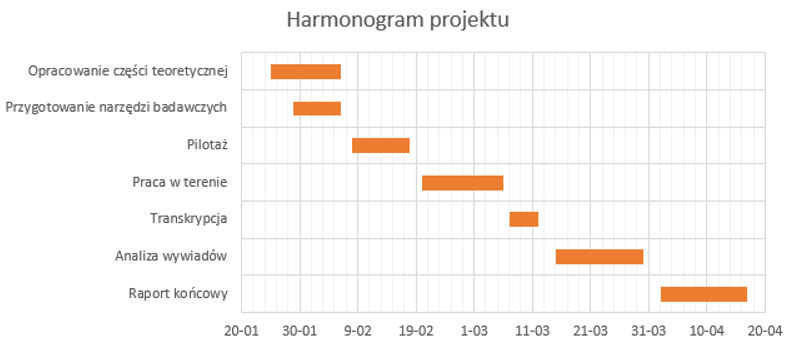 Harmonogram projektu
Opracowanie części teoretycznej
Przygotowanie narzędzi badawczych
Pilotaż
Praca w terenie
Transkrypcja
Analiza wywiadów
Raport końcowy
20-01 30-01 9-02 19-02 1-03 11-03 21-03 31-03 10-04 20-04